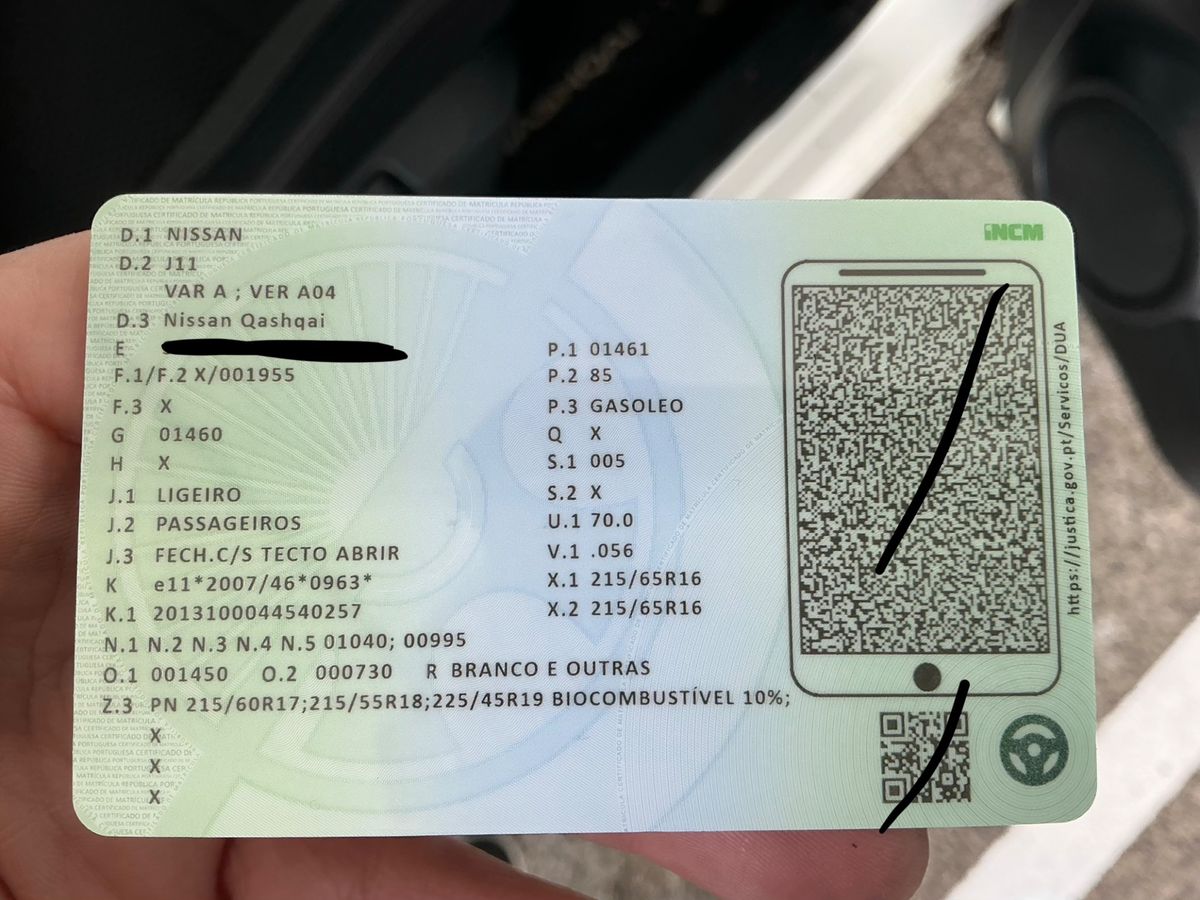 D.1 NISSAN
D.2 J11
VAR A ; VER A04
D.3 Nissan Qashqai
E
F.1/F.2 X/001955
F.3 X
G 01460
H X
J.1 LIGEIRO
J.2 PASSAGEIROS
J.3 FECH.C/S TECTO ABRIR
K e11*2007/46*0963*
K.1 2013100044540257
N.1 N.2 N.3 N.4 N.5 01040; 00995
O.1 001450 O.2 000730 R BRANCO E OUTRAS
Z.3 PN 215/60R17;215/55R18;225/45R19 BIOCOMBUSTÍVEL 10%;
X
X
X
P.1 01461
P.2 85
P.3 GASOLEO
Q X
S.1 005
S.2 X
U.1 70.0
V.1 .056
X.1 215/65R16
X.2 215/65R16
INCM
https://justica.gov.pt/Servicos/DUA